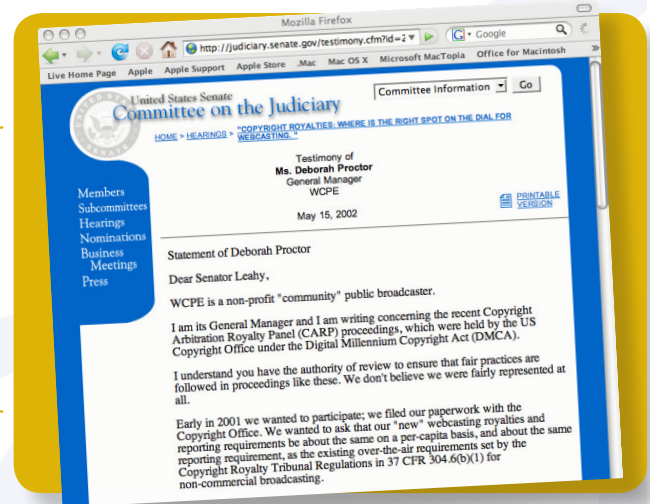 Mozilla Firefox
http://judiciary.senate.gov/testimony.cfm?id=2
Google
Live Home Page Apple Apple Support Apple Store .Mac Mac OS X Microsoft MacTopia Office for Macintosh »
United States Senate
Committee on the Judiciary
Committee Information Go
HOME > HEARINGS > "COPYRIGHT ROYALTIES: WHERE IS THE RIGHT SPOT ON THE DIAL FOR
WEBCASTING. "
Members
Subcommittees
Hearings
Nominations
Business
Meetings
Press
Testimony of
Ms. Deborah Proctor
General Manager
WCPE
May 15, 2002
PRINTABLE
VERSION
Statement of Deborah Proctor
Dear Senator Leahy,
WCPE is a non-profit "community" public broadcaster.
I am its General Manager and I am writing concerning the recent Copyright
Arbitration Royalty Panel (CARP) proceedings, which were held by the US
Copyright Office under the Digital Millennium Copyright Act (DMCA).
I understand you have the authority of review to ensure that fair practices are
followed in proceedings like these. We don't believe we were fairly represented at
all.
Early in 2001 we wanted to participate; we filed our paperwork with the
Copyright Office. We wanted to ask that our "new" webcasting royalties and
reporting requirements be about the same on a per-capita basis, and about the same
reporting requirement, as the existing over-the-air requirements set by the
Copyright Royalty Tribunal Regulations in 37 CFR 304.6(b)(1) for
non-commercial broadcasting.